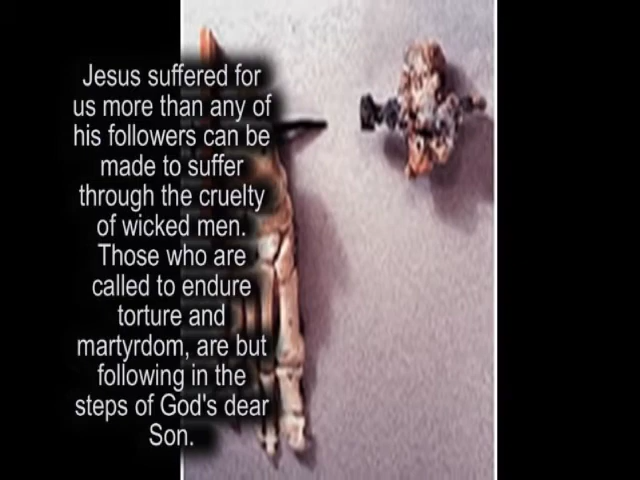 Jesus suffered for
us more than any of
his followers can be
made to suffer
through the cruelty
of wicked men.
Those who are
called to endure
torture and
martyrdom, are but
following in the
steps of God's dear
Son.